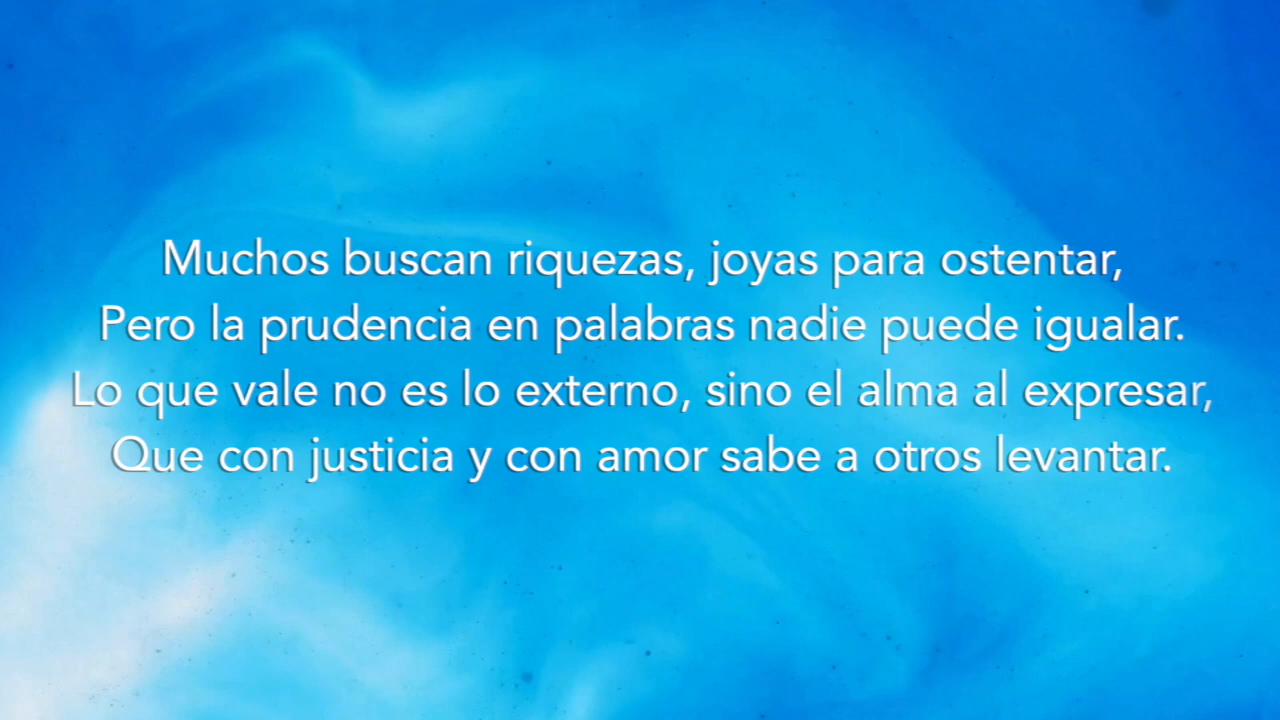 Muchos buscan riquezas, joyas para ostentar,
Pero la prudencia en palabras nadie puede igualar.
Lo que vale no es lo externo, sino el alma al expresar,
Que con justicia y con amor sabe a otros levantar.